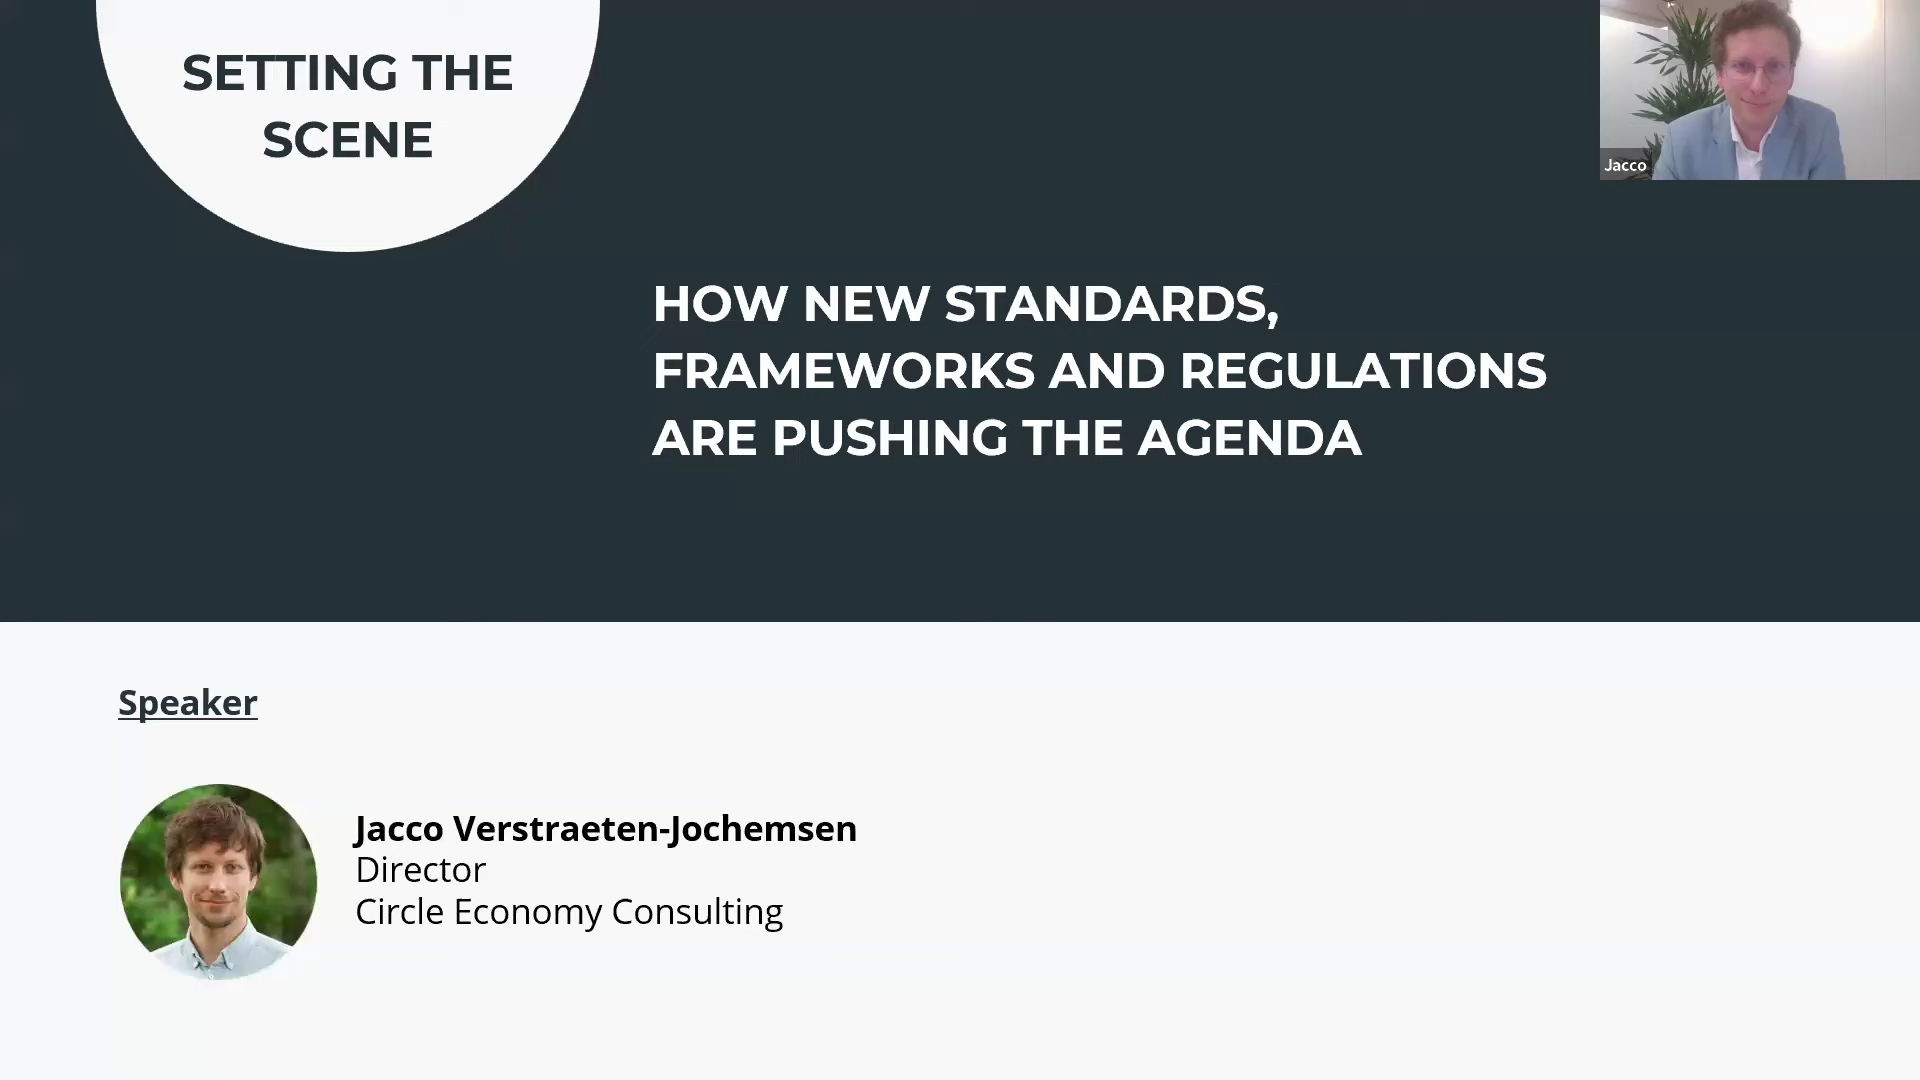 SETTING THE
SCENE
Jacco
HOW NEW STANDARDS,
FRAMEWORKS AND REGULATIONS
ARE PUSHING THE AGENDA
Speaker
Jacco Verstraeten-Jochemsen
Director
Circle Economy Consulting